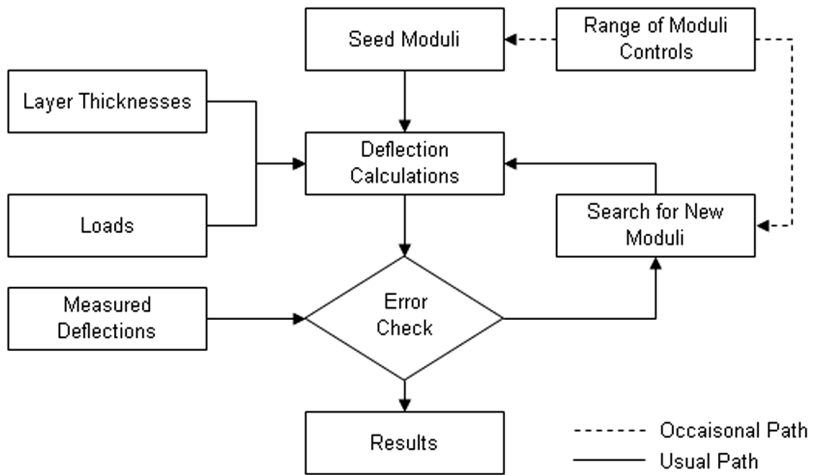 Seed Moduli
Range of Moduli
Controls
Layer Thicknesses
Deflection
Calculations
Loads
Search for New
Moduli
Measured
Deflections
Error
Check
Results
Occaisonal Path
Usual Path